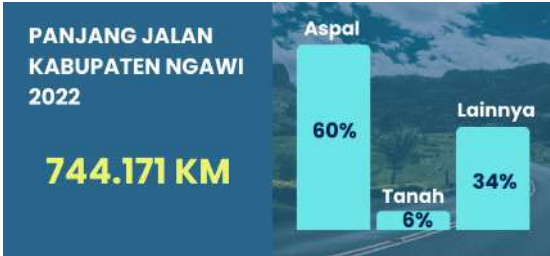 PANJANG JALAN
KABUPATEN NGAWI
2022
744.171 KM
Aspal
60%
Tanah
6%
Lainnya
34%